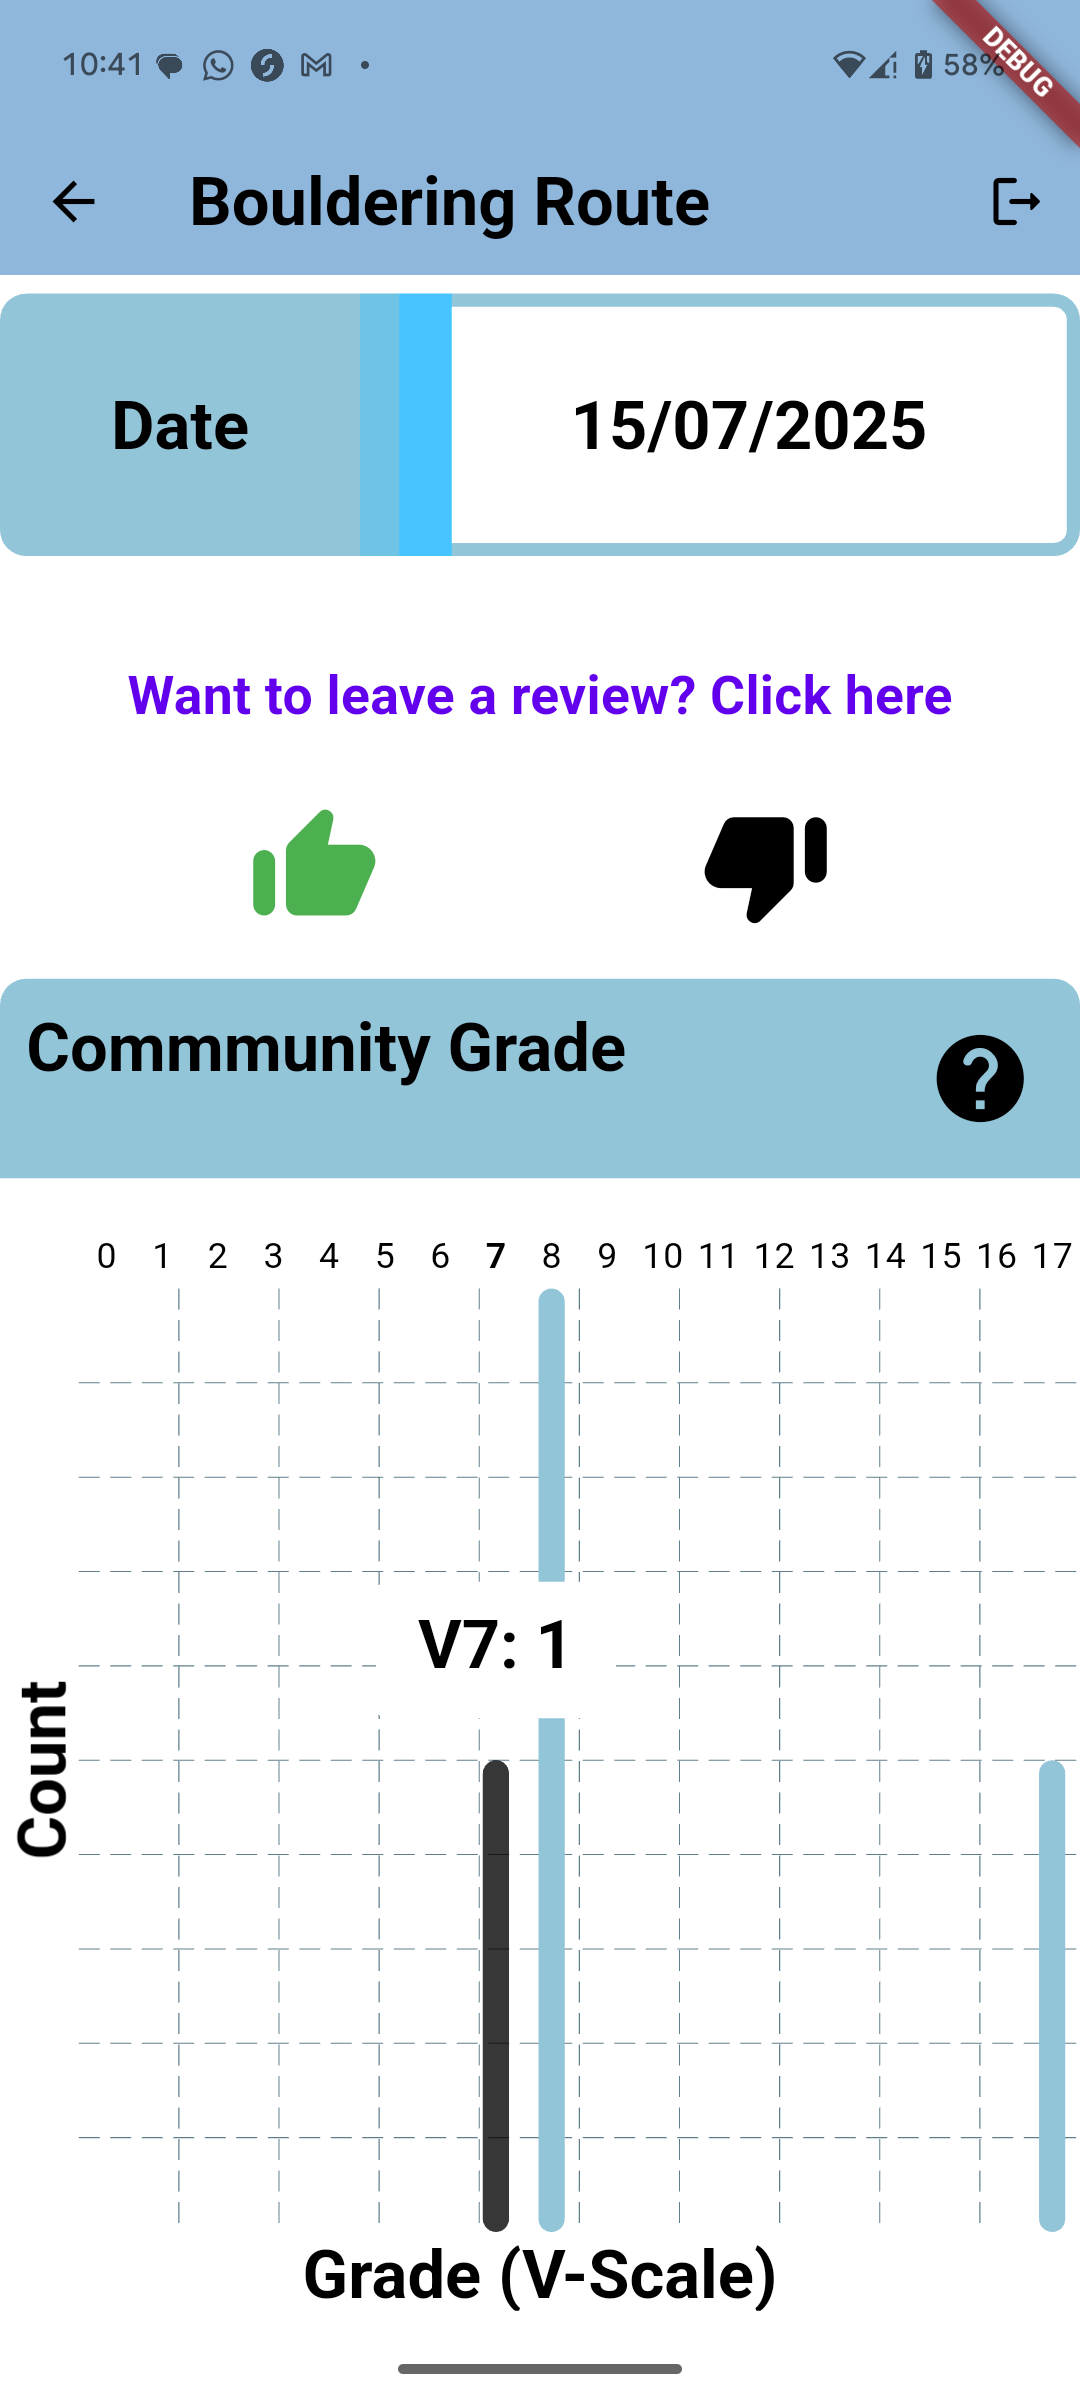 10:41
58%
DEBUG
Bouldering Route
Date
15/07/2025
Want to leave a review? Click here
Commmunity Grade
?
0 1 2 3 4 5 6 7 8 9 10 11 12 13 14 15 16 17
V7: 1
Count
Grade (V-Scale)